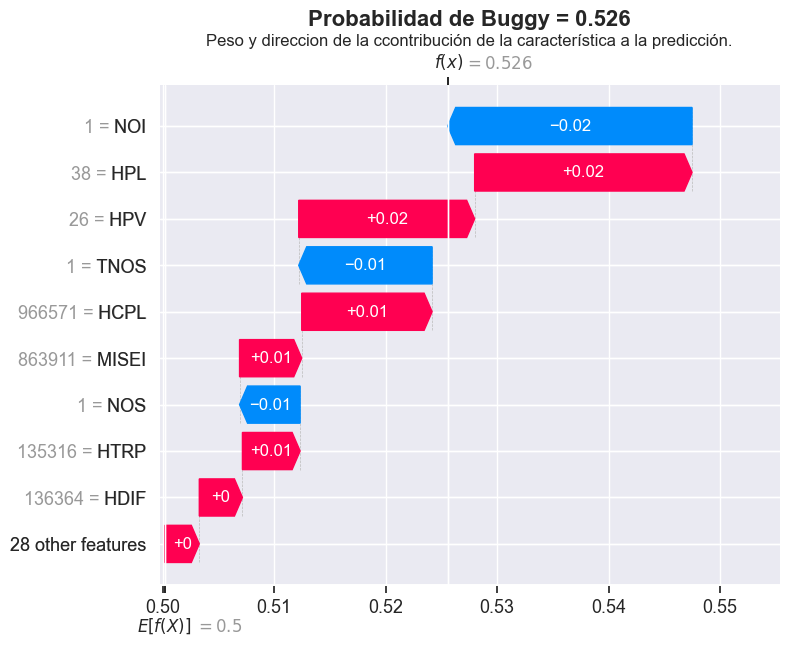 Probabilidad de Buggy = 0.526
Peso y direccion de la ccontribución de la característica a la predicción.
f(x) = 0.526
1 = NOI
−0.02
38 = HPL
+0.02
26 = HPV
+0.02
1 = TNOS
−0.01
966571 = HCPL
+0.01
863911 = MISEI
+0.01
1 = NOS
−0.01
135316 = HTRP
+0.01
136364 = HDIF
+0
28 other features
+0
0.50 0.51 0.52 0.53 0.54 0.55
E[f(X)] = 0.5